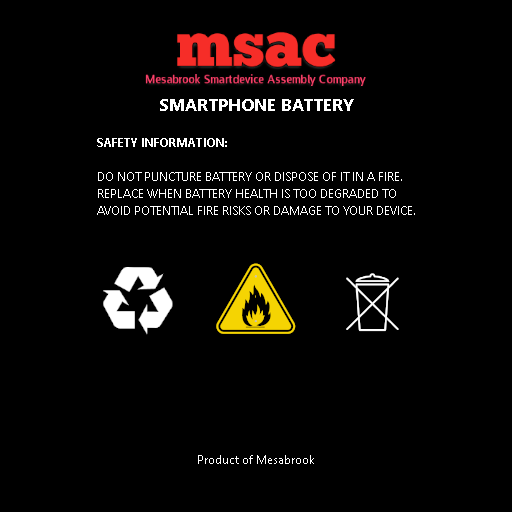 msac
Mesabrook Smartdevice Assembly Company
SMARTPHONE BATTERY
SAFETY INFORMATION:
DO NOT PUNCTURE BATTERY OR DISPOSE OF IT IN A FIRE.
REPLACE WHEN BATTERY HEALTH IS TOO DEGRADED TO
AVOID POTENTIAL FIRE RISKS OR DAMAGE TO YOUR DEVICE.
Product of Mesabrook